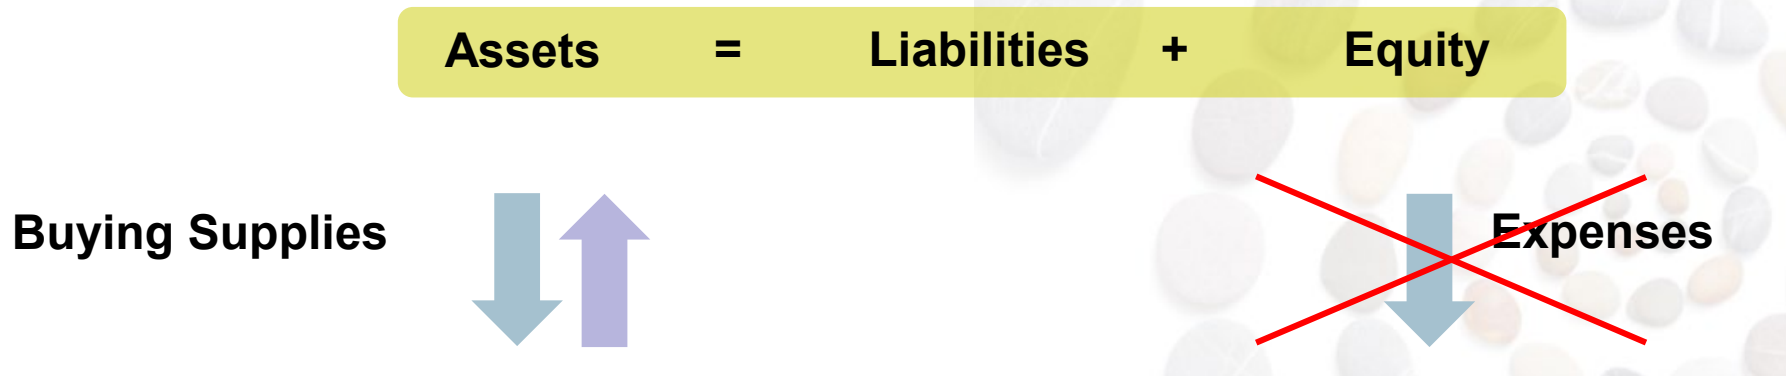 Assets = Liabilities + Equity
Buying Supplies
Expenses